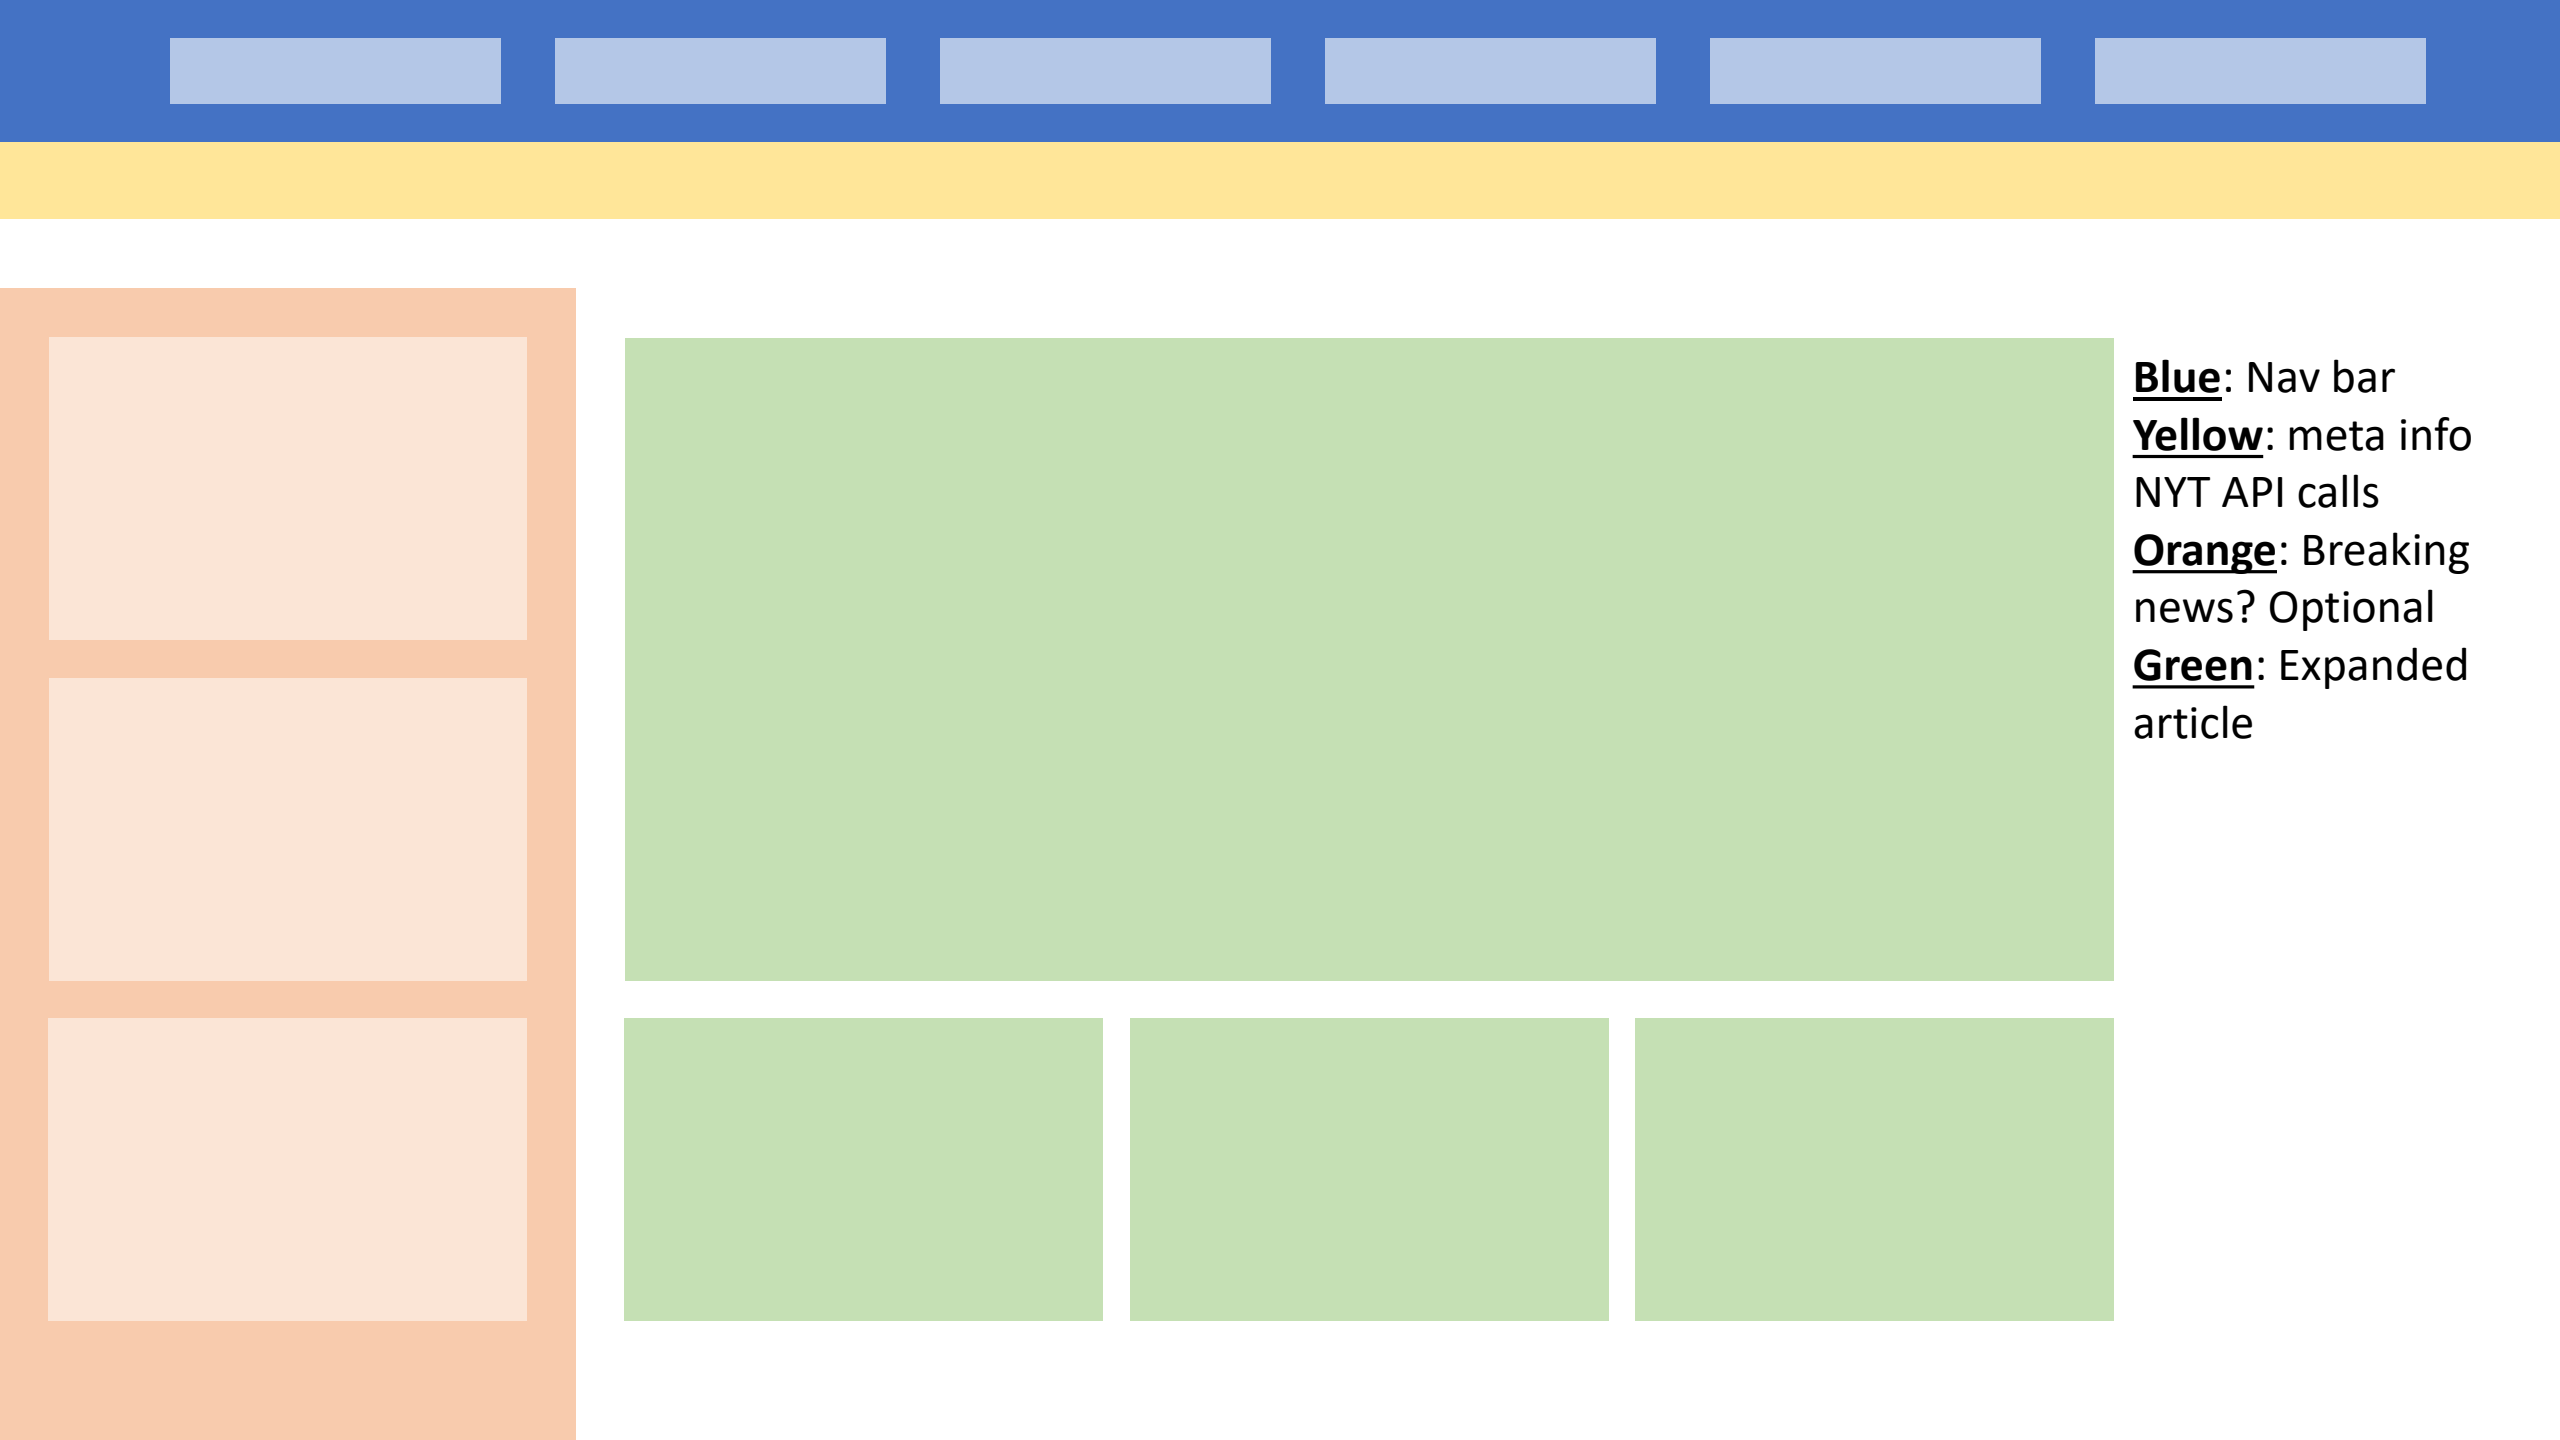 Blue: Nav bar
Yellow: meta info
NYT API calls
Orange: Breaking
news? Optional
Green: Expanded
article